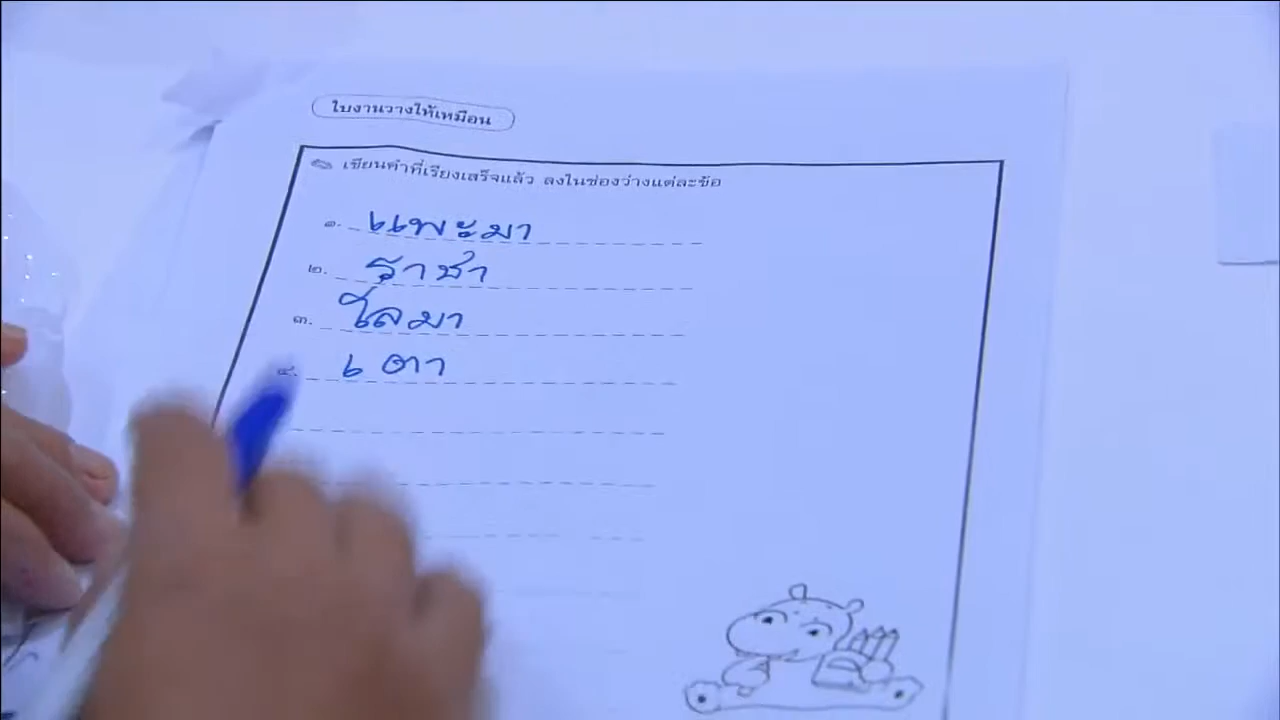 ใบงานวางให้เหมือน
เขียนคำที่เรียงเสร็จแล้ว ลงในช่องว่างแต่ละข้อ
๑. แพะมา
๒. ราชา
๓. ใลมา
๔. เตา